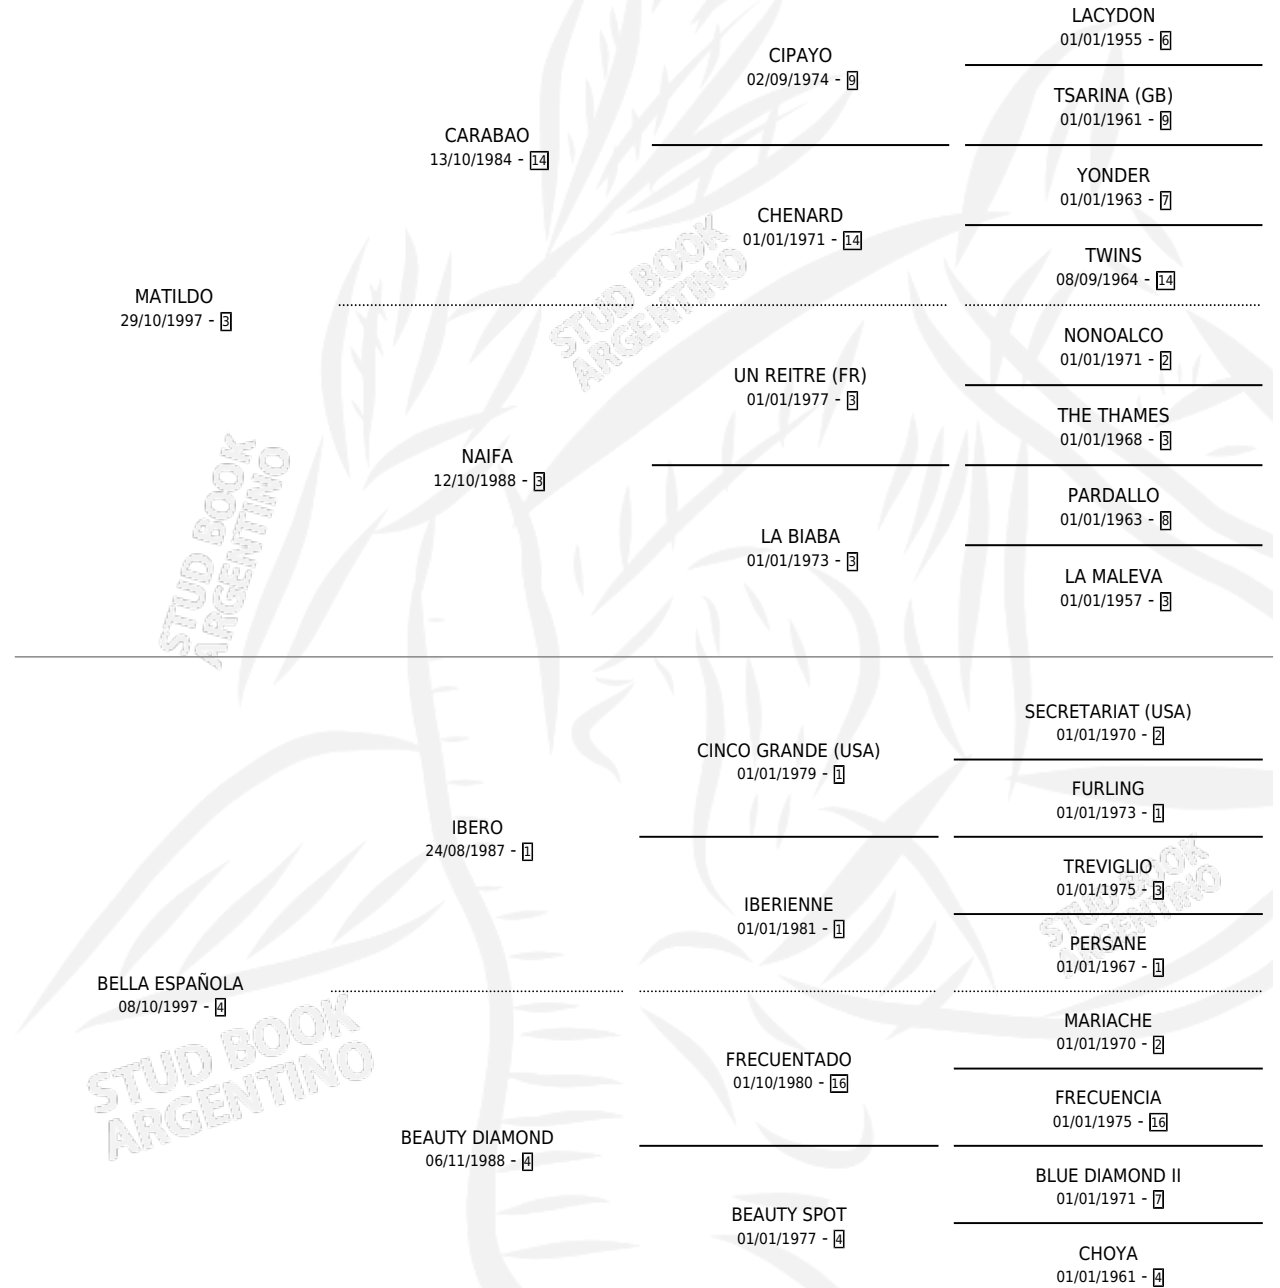 LACYDON
01/01/1955 - 6
CIPAYO
02/09/1974 - 9
TSARINA (GB)
01/01/1961 - 9
CARABAO
13/10/1984 - 14
YONDER
01/01/1963 - 7
CHENARD
01/01/1971 - 14
TWINS
08/09/1964 - 14
MATILDO
29/10/1997 - 3
NONOALCO
01/01/1971 - 2
UN REITRE (FR)
01/01/1977 - 3
THE THAMES
01/01/1968 - 3
NAIFA
12/10/1988 - 3
PARDALLO
01/01/1963 - 8
LA BIABA
01/01/1973 - 3
LA MALEVA
01/01/1957 - 3
STUD BOOK
ARGENTINO
STUD BOOK
ARGENTINO
SECRETARIAT (USA)
01/01/1970 - 2
CINCO GRANDE (USA)
01/01/1979 - 1
FURLING
01/01/1973 - 1
IBERO
24/08/1987 - 1
TREVIGLIO
01/01/1975 - 3
IBERIENNE
01/01/1981 - 1
PERSANE
01/01/1967 - 1
STUD BOOK
ARGENTINO
BELLA ESPAÑOLA
08/10/1997 - 4
MARIACHE
01/01/1970 - 2
FRECUENTADO
01/10/1980 - 16
FRECUENCIA
01/01/1975 - 16
BEAUTY DIAMOND
06/11/1988 - 4
BLUE DIAMOND II
01/01/1971 - 7
BEAUTY SPOT
01/01/1977 - 4
CHOYA
01/01/1961 - 4
STUD BOOK
ARGENTINO